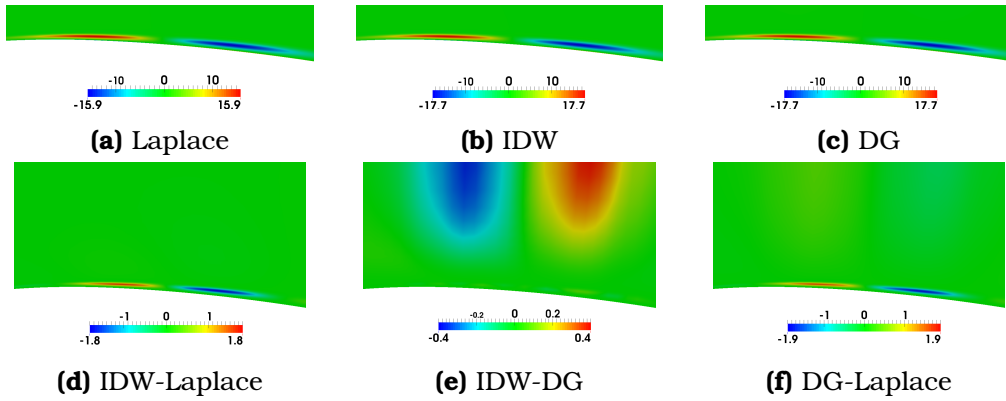 -10 0 10 -10 0 10 -10 0 10
-15.9 15.9 -17.7 17.7 -17.7 17.7
(a) Laplace (b) IDW (c) DG
-1 0 1 -0.2 0 0.2 -1 0 1
-1.8 1.8 -0.4 0.4 -1.9 1.9
(d) IDW-Laplace (e) IDW-DG (f) DG-Laplace